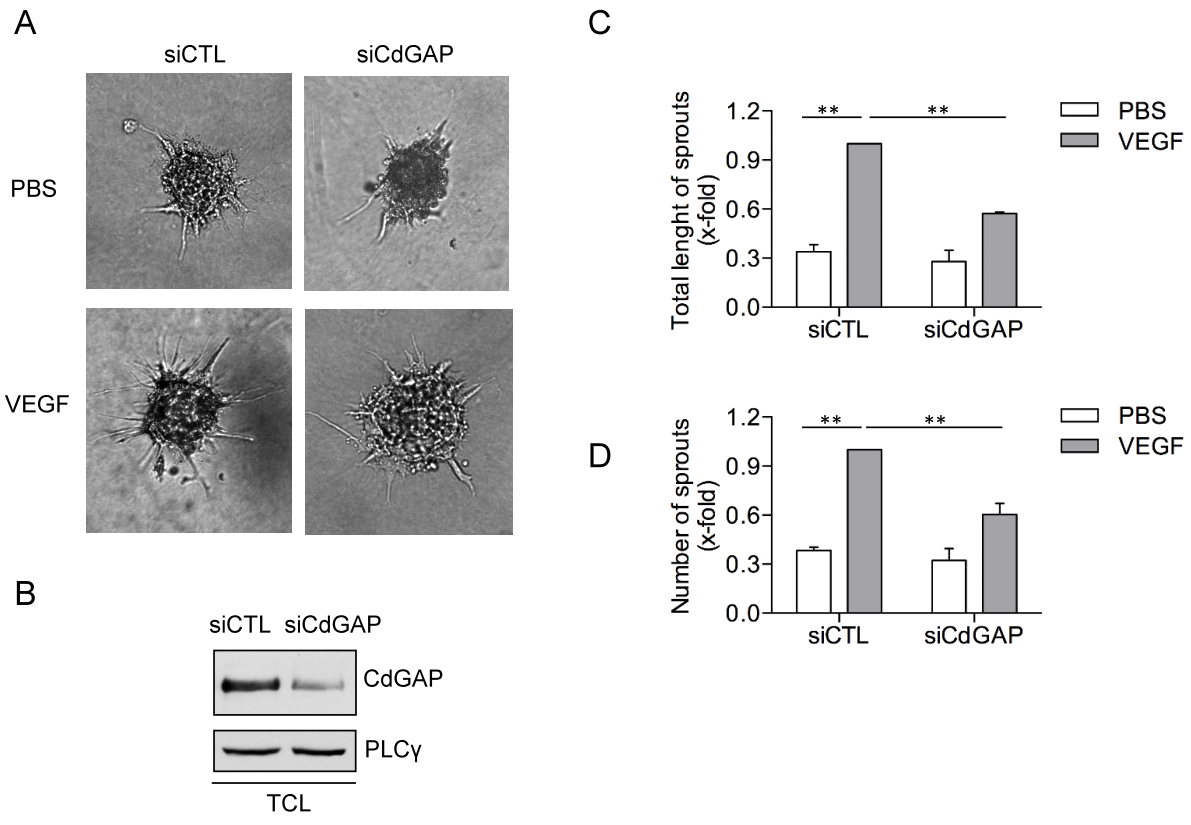 A
siCTL siCdGAP
PBS
VEGF
B
siCTL siCdGAP
CdGAP
PLCγ
TCL
C
Total lenght of sprouts
(x-fold)
1.2
0.9
0.6
0.3
0.0
** **
siCTL siCdGAP
PBS
VEGF
D
Number of sprouts
(x-fold)
1.2
0.9
0.6
0.3
0.0
** **
siCTL siCdGAP
PBS
VEGF